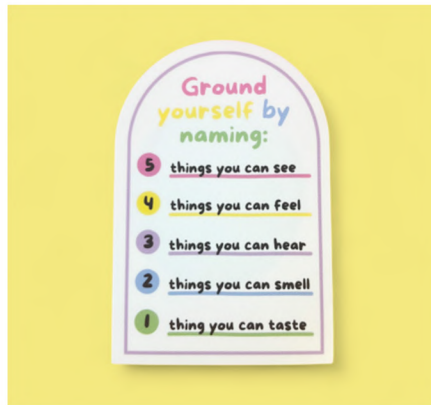 Ground
yourself by
naming:
5 things you can see
4 things you can feel
3 things you can hear
2 things you can smell
1 thing you can taste